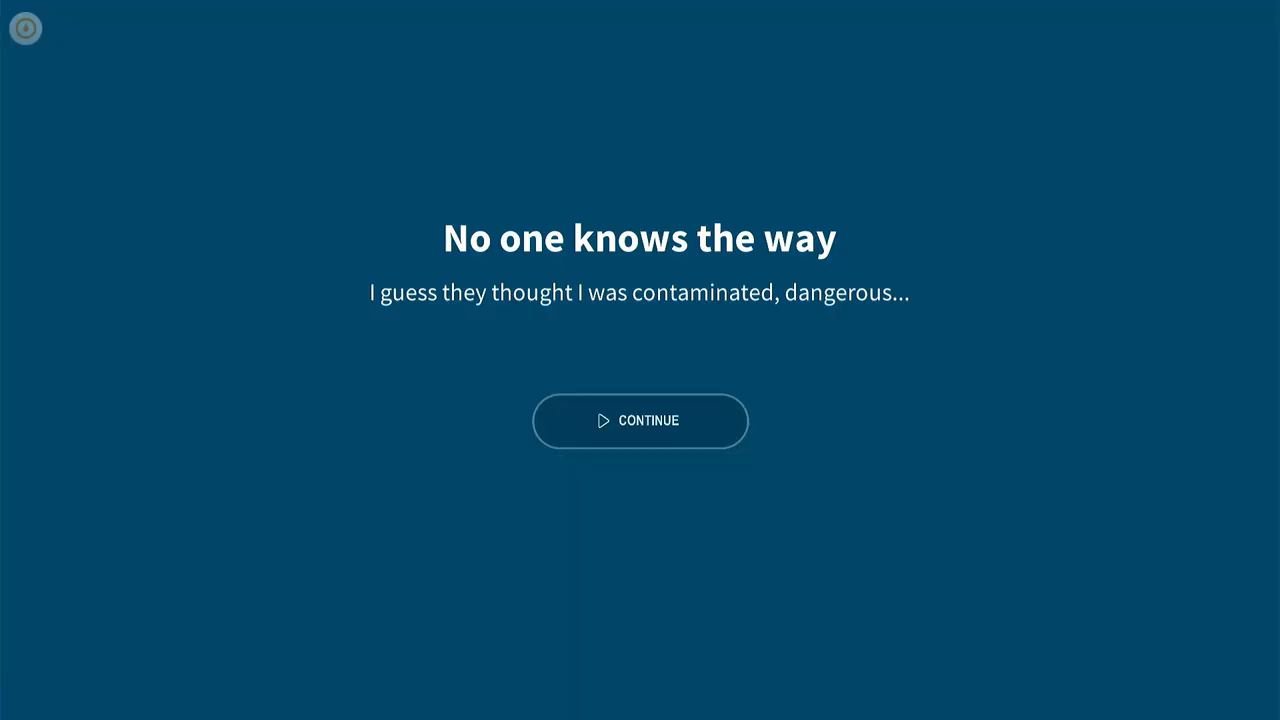 No one knows the way
I guess they thought I was contaminated, dangerous...
CONTINUE